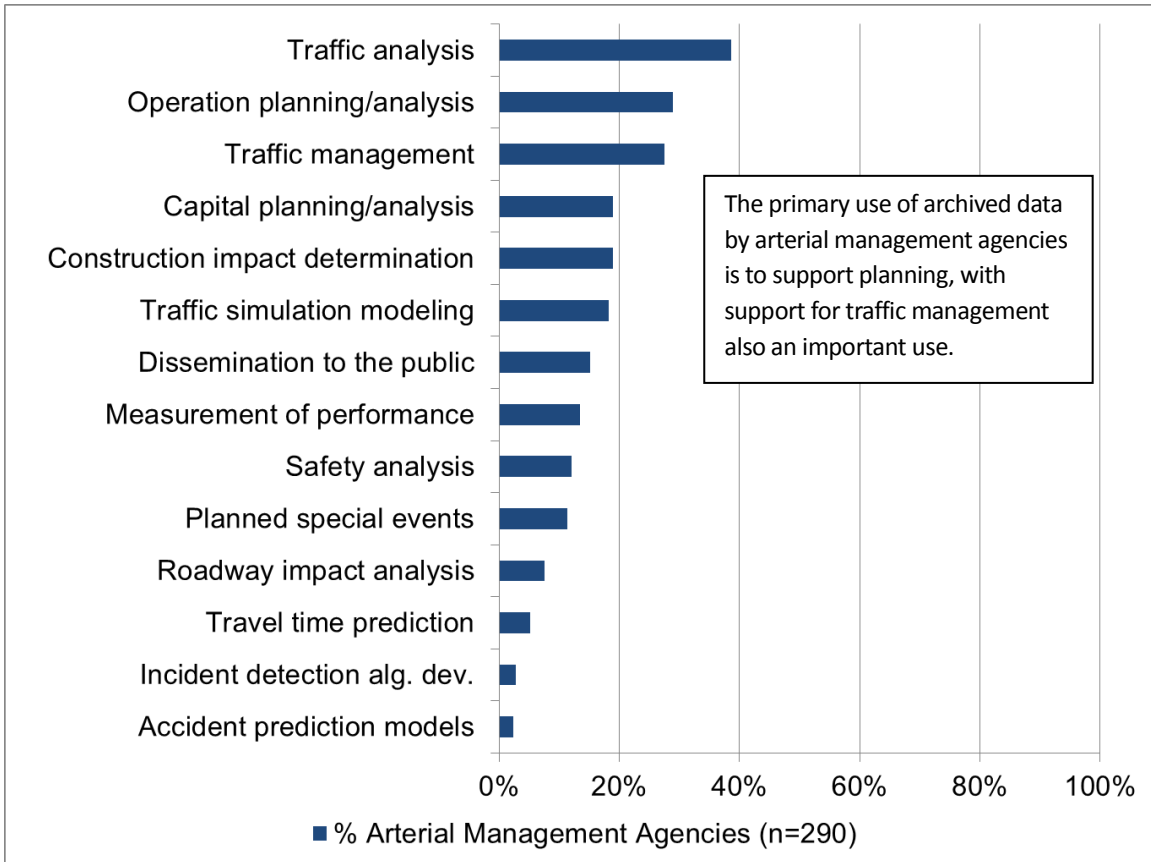 Traffic analysis
Operation planning/analysis
Traffic management
Capital planning/analysis
Construction impact determination
Traffic simulation modeling
Dissemination to the public
Measurement of performance
Safety analysis
Planned special events
Roadway impact analysis
Travel time prediction
Incident detection alg. dev.
Accident prediction models
The primary use of archived data
by arterial management agencies
is to support planning, with
support for traffic management
also an important use.
0% 20% 40% 60% 80% 100%
% Arterial Management Agencies (n=290)